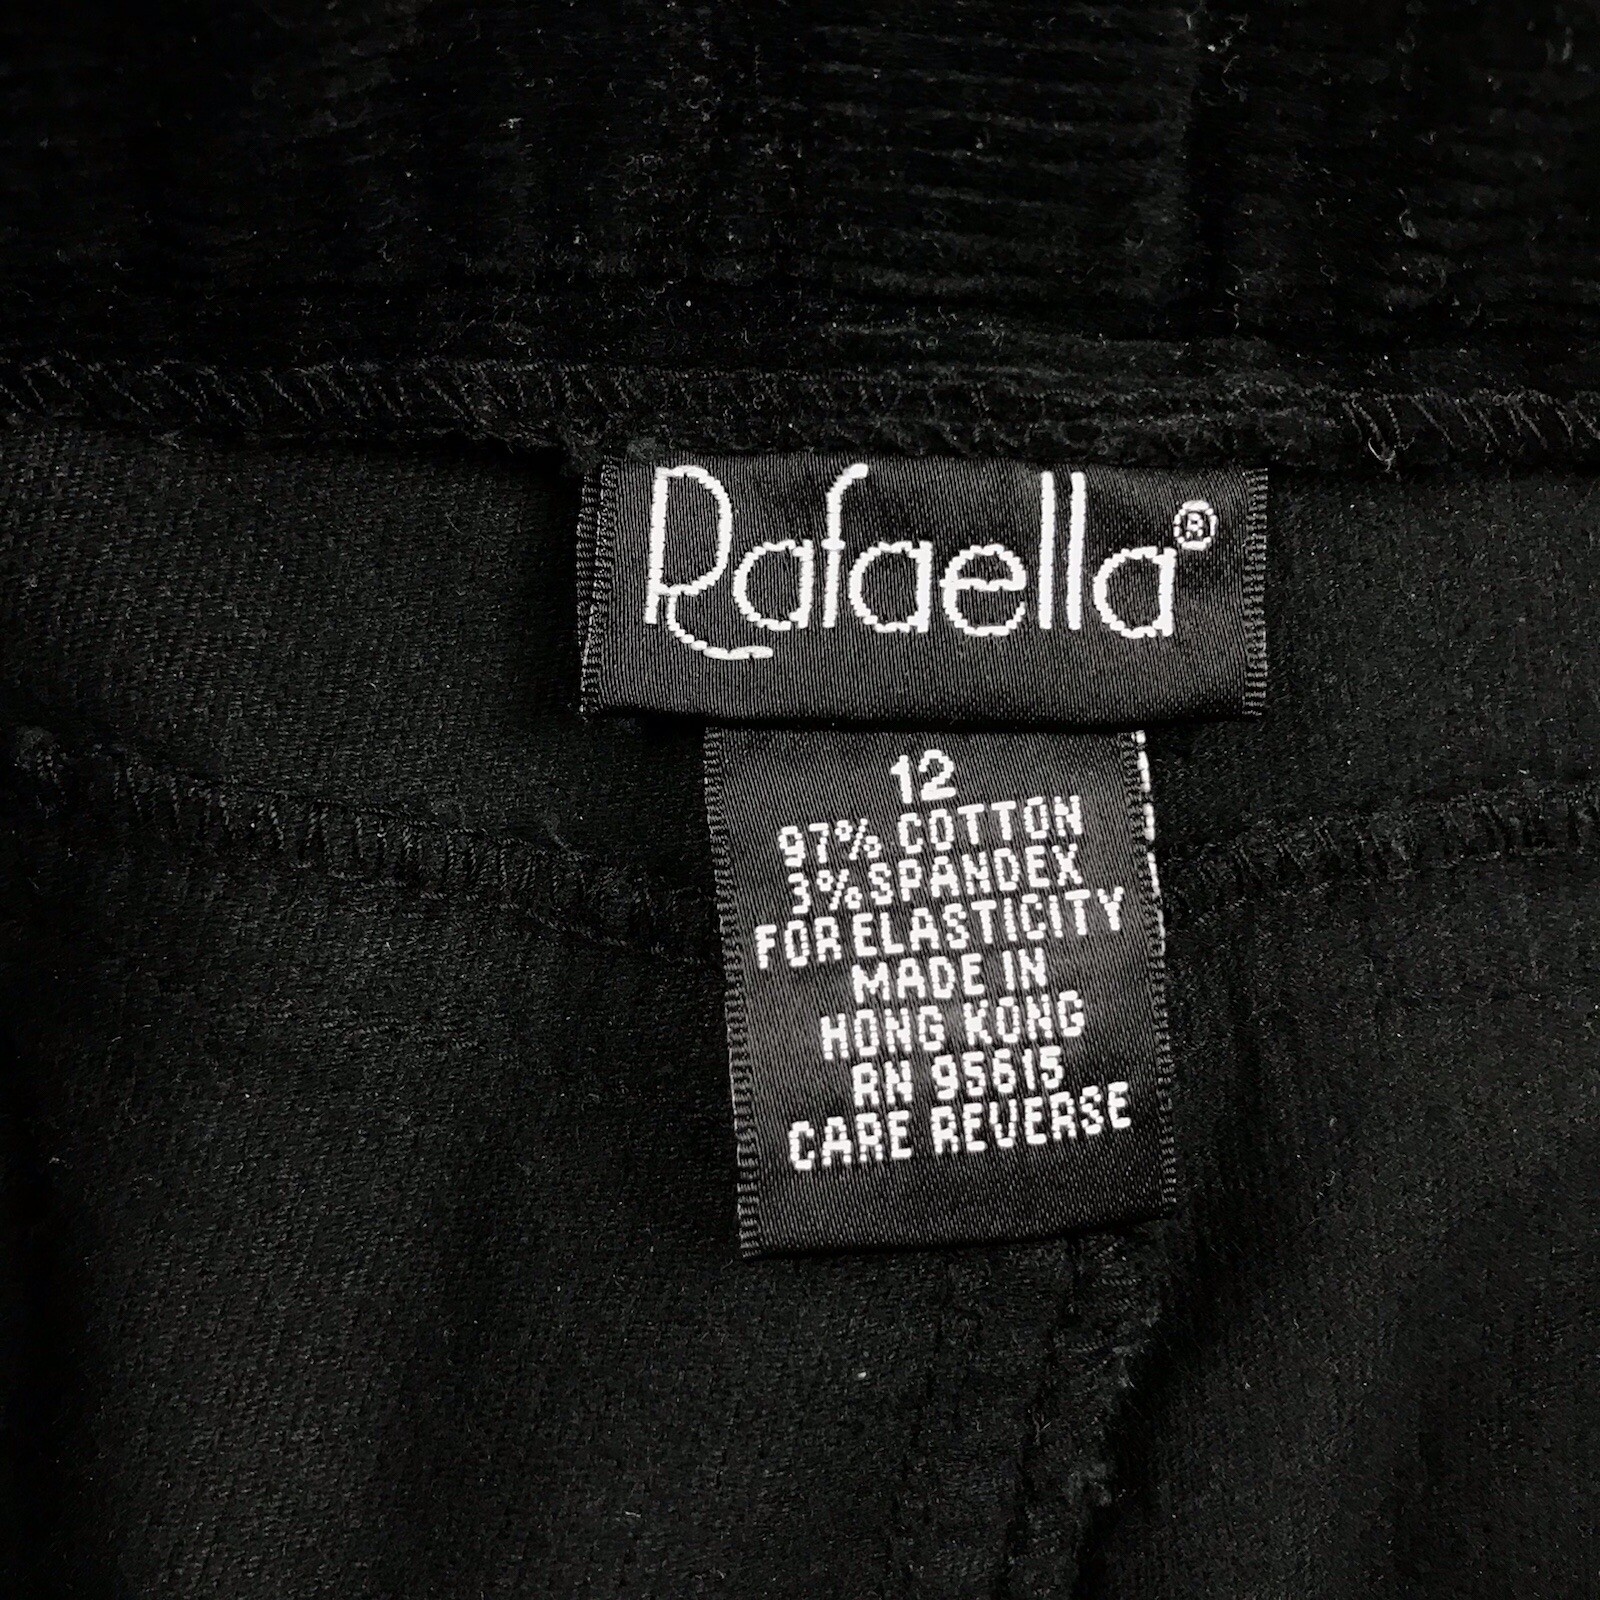 Rafaella®
12
97% COTTON
3% SPANDEX
FOR ELASTICITY
MADE IN
HONG KONG
RN 95615
CARE REVERSE